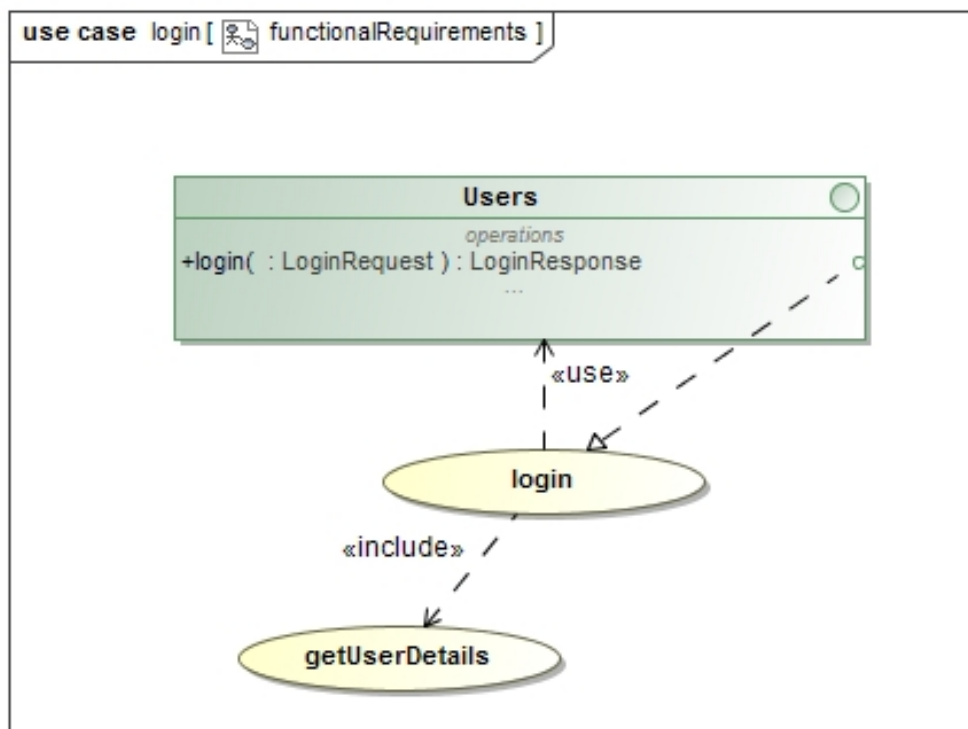 use case login [ functionalRequirements ]
Users
operations
+login( : LoginRequest ) : LoginResponse
c
...
«use»
login
«include»
getUserDetails